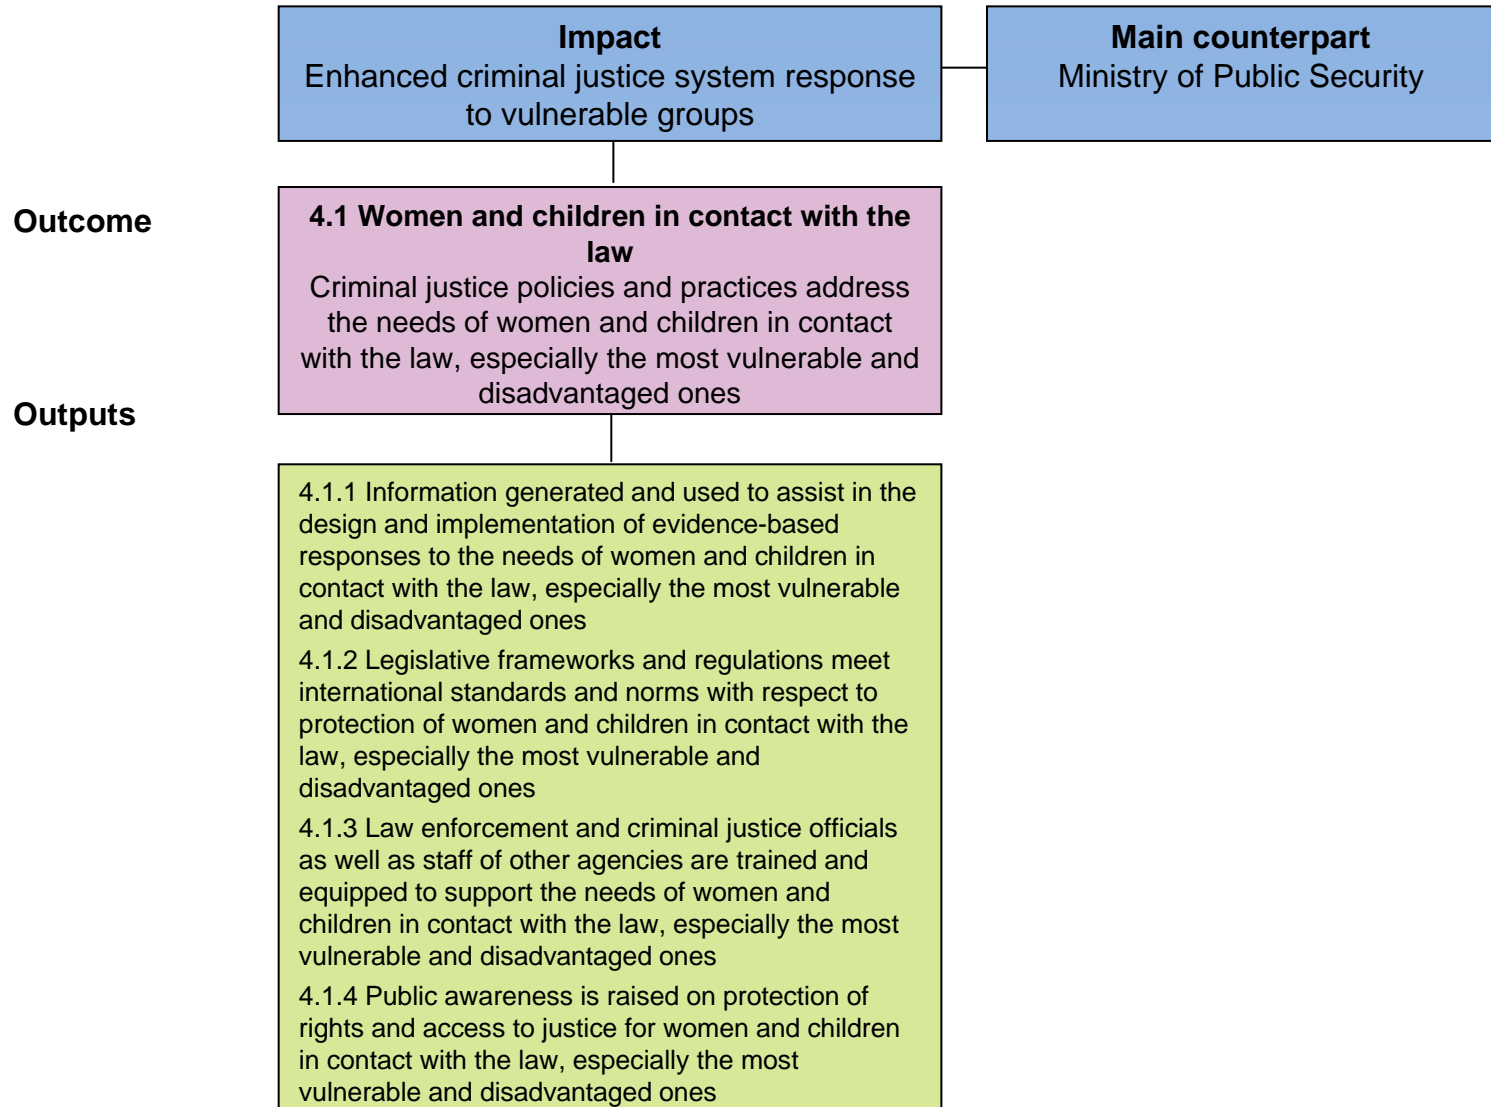 Impact
Enhanced criminal justice system response
to vulnerable groups
Main counterpart
Ministry of Public Security
Outcome
4.1 Women and children in contact with the
law
Criminal justice policies and practices address
the needs of women and children in contact
with the law, especially the most vulnerable and
disadvantaged ones
Outputs
4.1.1 Information generated and used to assist in the
design and implementation of evidence-based
responses to the needs of women and children in
contact with the law, especially the most vulnerable
and disadvantaged ones
4.1.2 Legislative frameworks and regulations meet
international standards and norms with respect to
protection of women and children in contact with the
law, especially the most vulnerable and
disadvantaged ones
4.1.3 Law enforcement and criminal justice officials
as well as staff of other agencies are trained and
equipped to support the needs of women and
children in contact with the law, especially the most
vulnerable and disadvantaged ones
4.1.4 Public awareness is raised on protection of
rights and access to justice for women and children
in contact with the law, especially the most
vulnerable and disadvantaged ones